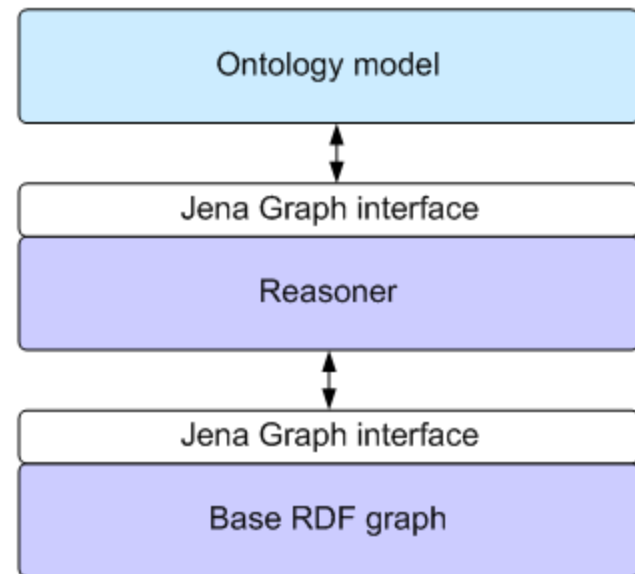 Ontology model
Jena Graph interface
Reasoner
Jena Graph interface
Base RDF graph